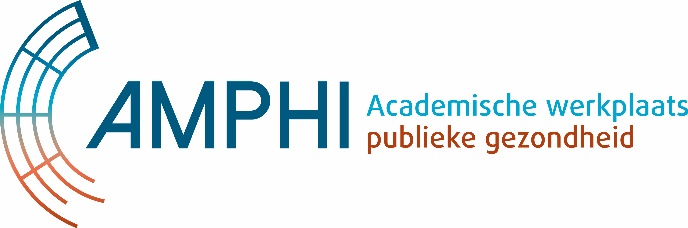 AMPHI
Academische werkplaats
publieke gezondheid